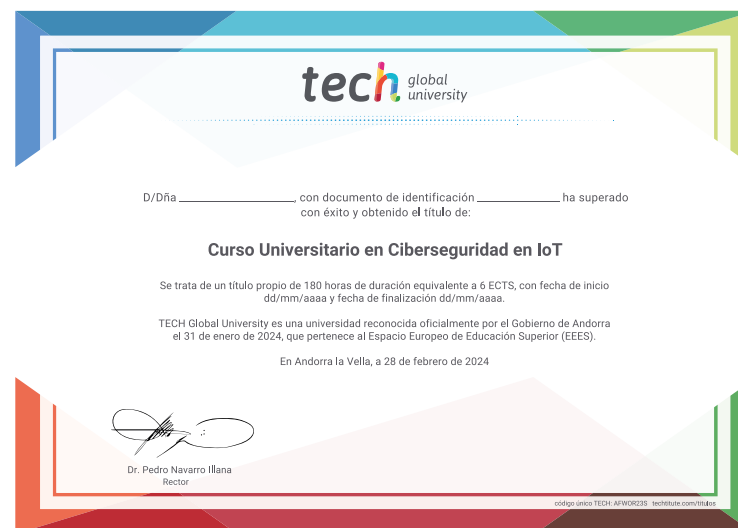 tech global university
D/Dña ____________________, con documento de identificación ______________ ha superado
con éxito y obtenido el título de:
Curso Universitario en Ciberseguridad en IoT
Se trata de un título propio de 180 horas de duración equivalente a 6 ECTS, con fecha de inicio
dd/mm/aaaa y fecha de finalización dd/mm/aaaa.
TECH Global University es una universidad reconocida oficialmente por el Gobierno de Andorra
el 31 de enero de 2024, que pertenece al Espacio Europeo de Educación Superior (EEES).
En Andorra la Vella, a 28 de febrero de 2024
Dr. Pedro Navarro Illana
Rector
código único TECH: AFWOR23S techtitute.com/titulos